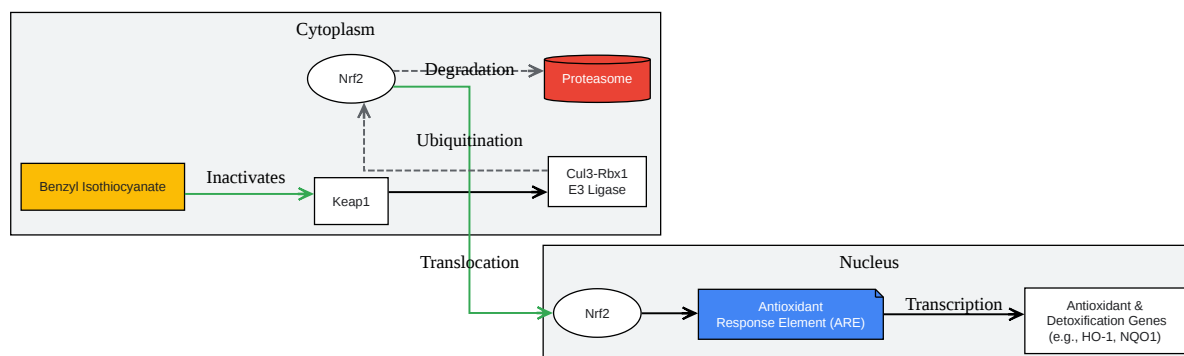 Cytoplasm
Nrf2
Degradation
Proteasome
Ubiquitination
Benzyl Isothiocyanate
Inactivates
Keap1
Cul3-Rbx1
E3 Ligase
Translocation
Nucleus
Nrf2
Antioxidant
Response Element (ARE)
Transcription
Antioxidant &
Detoxification Genes
(e.g., HO-1, NQO1)